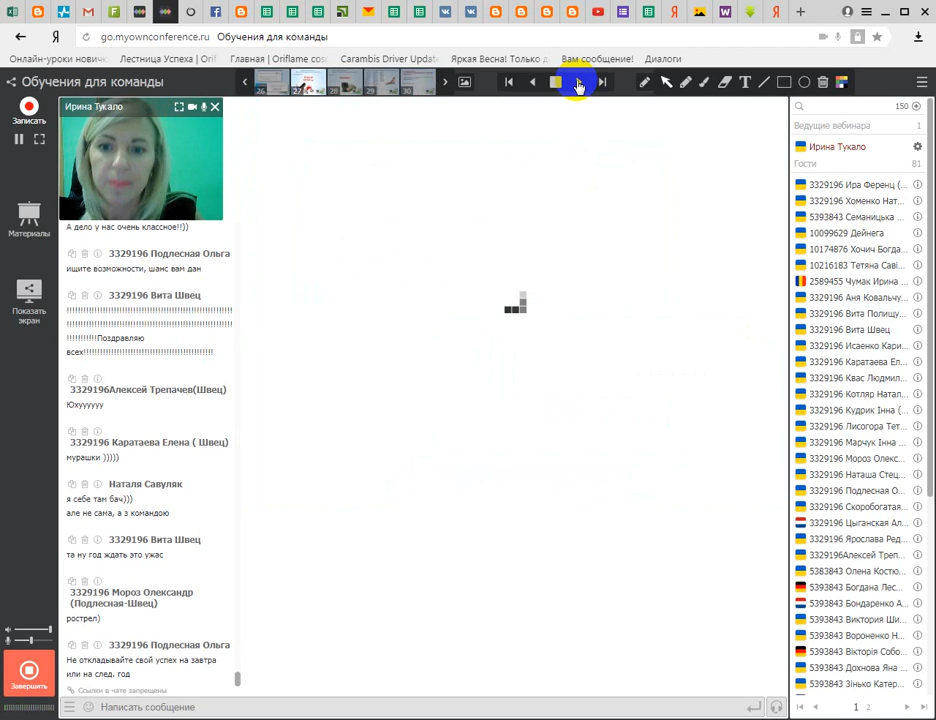 go.myownconference.ru Обучения для команды
Онлайн-уроки новинк
Лестница Успеха | Orif
Главная | Oriflame cos
Carambis Driver Updat
Яркая Весна! Только д
Вам сообщение!
Диалоги
Обучения для команды
26
27
28
29
30
Записать
Материалы
Показать
экран
Завершить
Ирина Тукало
А дело у нас очень классное!!))
3329196 Подлесная Ольга
ищите возможности, шанс вам дан
3329196 Вита Швец
!!!!!!!!!!!Поздравляю
всех!!!!!!!!!!!!!!!!!!!!!!!!!!!!!!!!!!!!!!!!
3329196Алексей Трепачев(Швец)
Юхуууууу
3329196 Каратаева Елена ( Швец)
мурашки )))))
Наталя Савуляк
я себе там бач)))
але не сама, а з командою
3329196 Вита Швец
та ну год ждать это ужас
3329196 Мороз Александр
(Подлесная-Швец)
рострел)
3329196 Подлесная Ольга
Не откладывайте свой успех на завтра
или на след. год
Ссылки в чате запрещены
Написать сообщение
150
Ведущие вебинара 1
Ирина Тукало
Гости 81
3329196 Ира Ференц (...
3329196 Хоменко Нат...
5393843 Семаницька ...
10099629 Дейнега
10174876 Хочич Богда...
10216183 Тетяна Саві...
2589455 Чумак Ирина ...
3329196 Аня Ковальчу...
3329196 Вита Полищу...
3329196 Вита Швец
3329196 Исаенко Кари...
3329196 Каратаева Ел...
3329196 Квас Людмил...
3329196 Котляр Натал...
3329196 Кудрик Інна (...
3329196 Лисогора Тет...
3329196 Марчук Інна ...
3329196 Мороз Олекс...
3329196 Наташа Стец...
3329196 Подлесная О...
3329196 Скоробогатая...
3329196 Цыганская Ал...
3329196 Ярослава Ред...
3329196Алексей Треп...
5383843 Олена Костю...
5393843 Богдана Лес...
5393843 Бондаренко А...
5393843 Виктория Ши...
5393843 Вороненко Н...
5393843 Вікторія Собо...
5393843 Дохнова Яна ...
5393843 Зінько Катер...
1 2